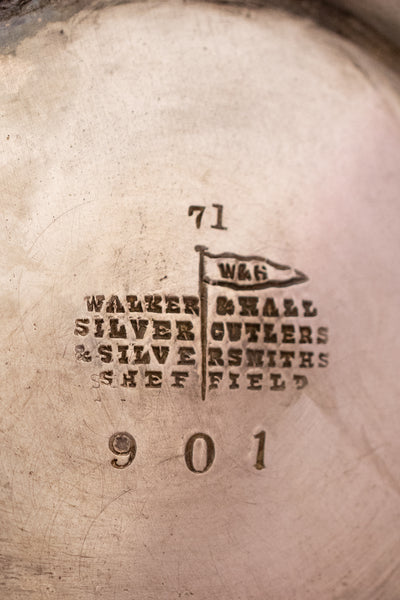 71
W&H
WALKER & HALL
SILVER CUTLERS
& SILVERSMITHS
SHEFFIELD
901